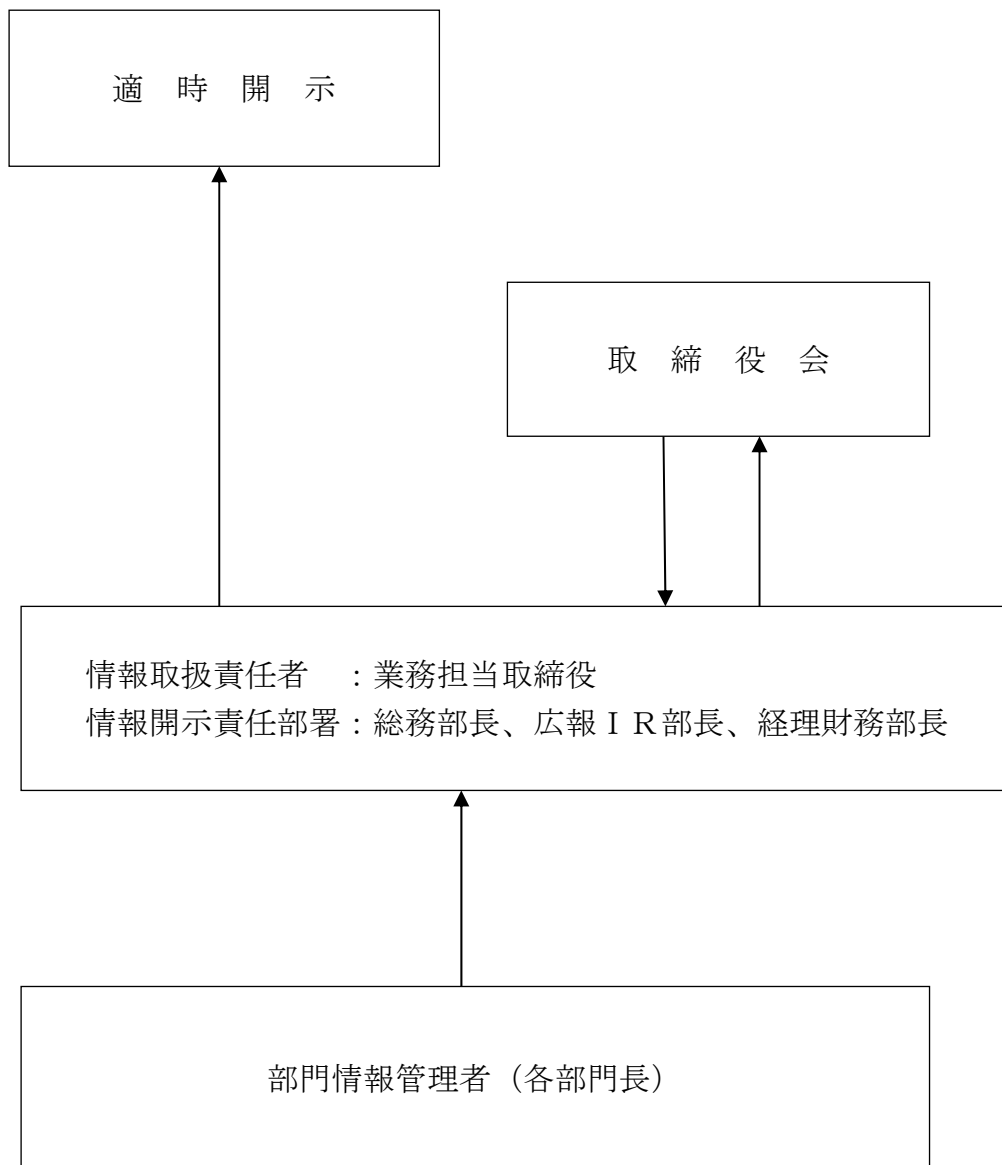 適　時　開　示
取　締　役　会
情報取扱責任者　：業務担当取締役
情報開示責任部署：総務部長、広報ＩＲ部長、経理財務部長
部門情報管理者（各部門長）